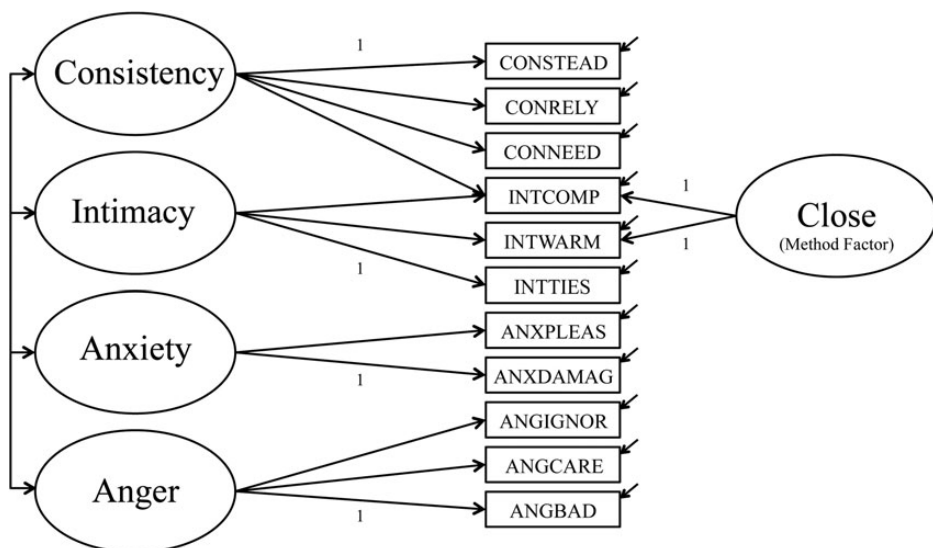 Consistency
Intimacy
Anxiety
Anger
1
1
1
1
CONSTEAD
CONRELY
CONNEED
INTCOMP
INTWARM
INTTIES
ANXPLEAS
ANXDAMAG
ANGIGNOR
ANGCARE
ANGBAD
1
1
Close
(Method Factor)